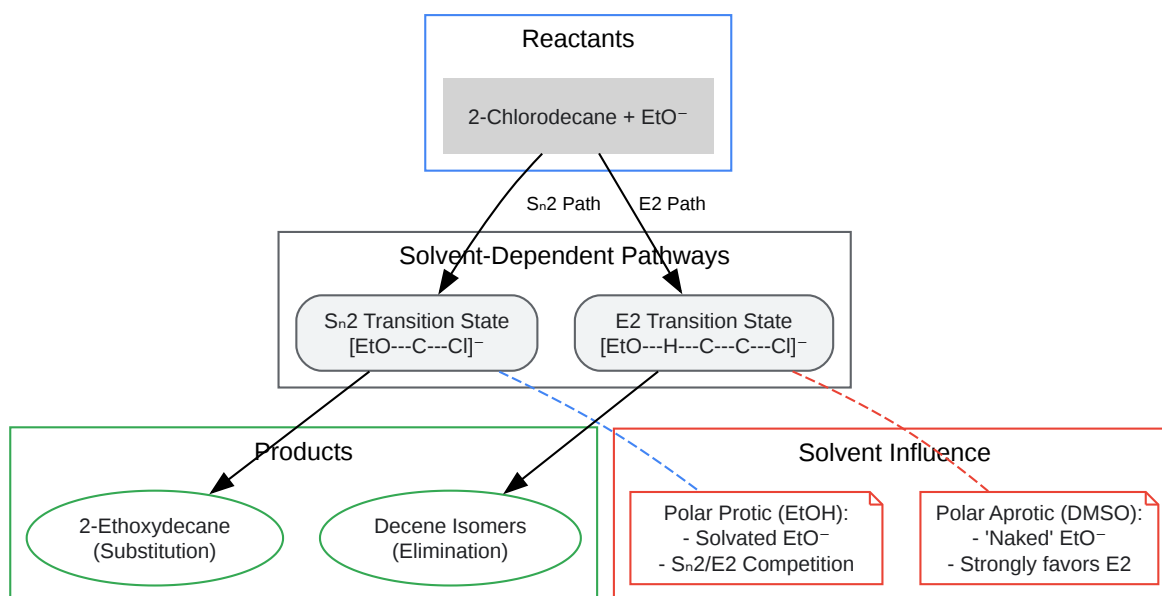 Reactants
2-Chlorodecane + EtO⁻
Sₙ2 Path
E2 Path
Solvent-Dependent Pathways
Sₙ2 Transition State
[EtO---C---Cl]⁻
E2 Transition State
[EtO---H---C---C---Cl]⁻
Products
2-Ethoxydecane
(Substitution)
Decene Isomers
(Elimination)
Solvent Influence
Polar Protic (EtOH):
- Solvated EtO⁻
- Sₙ2/E2 Competition
Polar Aprotic (DMSO):
- 'Naked' EtO⁻
- Strongly favors E2